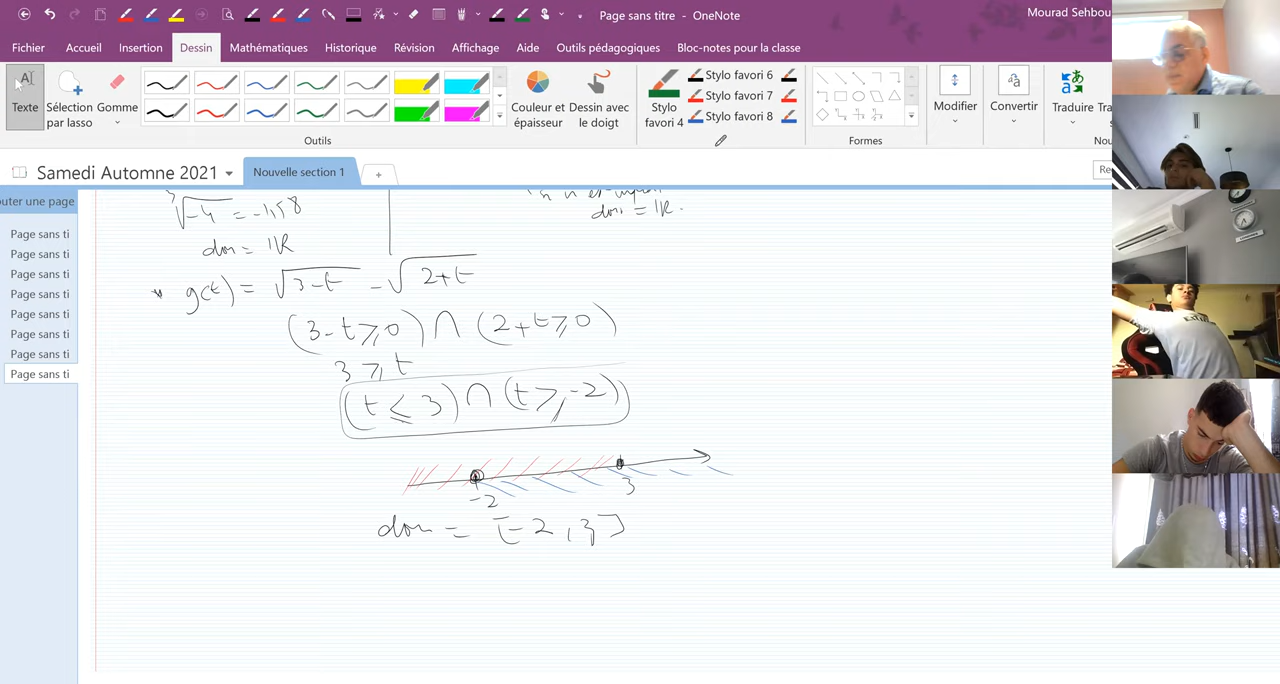 Page sans titre - OneNote
Mourad Sehbou
Fichier Accueil Insertion Dessin Mathématiques Historique Révision Affichage Aide Outils pédagogiques Bloc-notes pour la classe
Texte
Sélection par lasso
Gomme
Couleur et épaisseur
Dessin avec le doigt
Stylo favori 4
Stylo favori 6
Stylo favori 7
Stylo favori 8
Modifier
Convertir
Traduire
Outils
Formes
Samedi Automne 2021
Nouvelle section 1
outer une page
Page sans ti
Page sans ti
Page sans ti
Page sans ti
Page sans ti
Page sans ti
Page sans ti
Page sans ti
∛-4 = -1,58
dom = ℝ
dom = ℝ.
* g(t) = √3-t - √2+t
(3-t ≥ 0) ∩ (2+t ≥ 0)
3 ≥ t
(t ≤ 3) ∩ (t ≥ -2)
-2 3
dom = [-2, 3]